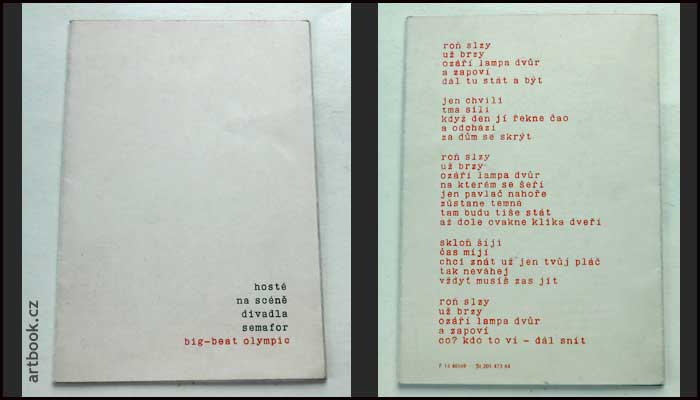 artbook.cz
hosté
na scéně
divadla
semafor
big-beat olympic
roň slzy
už brzy
ozáří lampa dvůr
a zapoví
dál tu stát a být
jen chvíli
tma sílí
když den jí řekne čao
a odchází
za dům se skrýt
roň slzy
už brzy
ozáří lampa dvůr
na kterém se šeří
jen pavlač nahoře
zůstane temná
tam budu tiše stát
až dole cvakne klika dveří
skloň šíji
čas míjí
chci znát už jen tvůj pláč
tak neváhej
vždyť musíš zas jít
roň slzy
už brzy
ozáří lampa dvůr
a zapoví
co? kdo to ví – dál snít